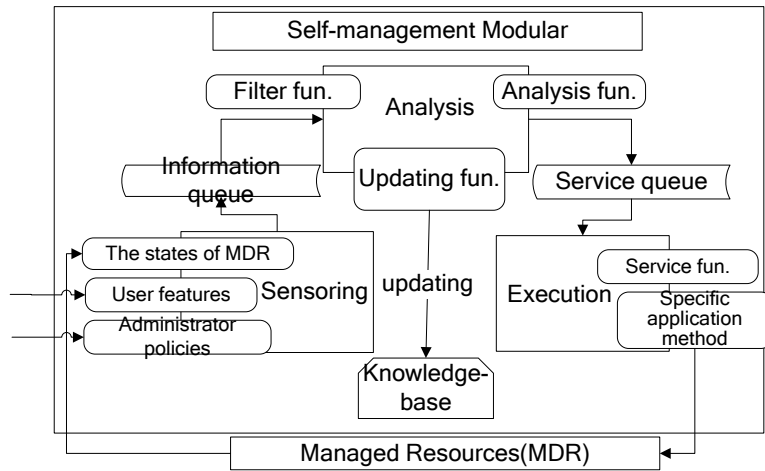 Self-management Modular
Filter fun.
Analysis fun.
Analysis
Information
queue
Updating fun.
Service queue
The states of MDR
User features
Administrator
policies
Sensoring
updating
Execution
Service fun.
Specific
application
method
Knowledge-
base
Managed Resources(MDR)